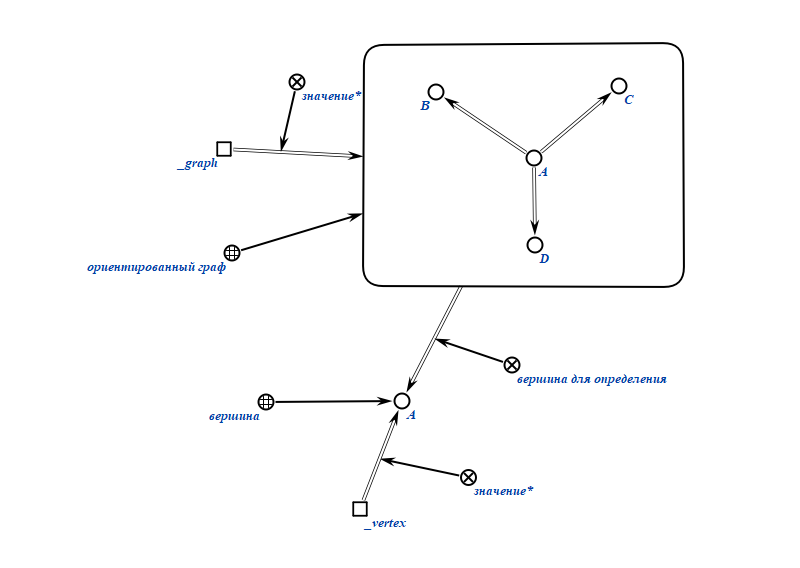 значение*
B
C
_graph
A
ориентированный граф
D
вершина для определения
вершина
A
значение*
_vertex